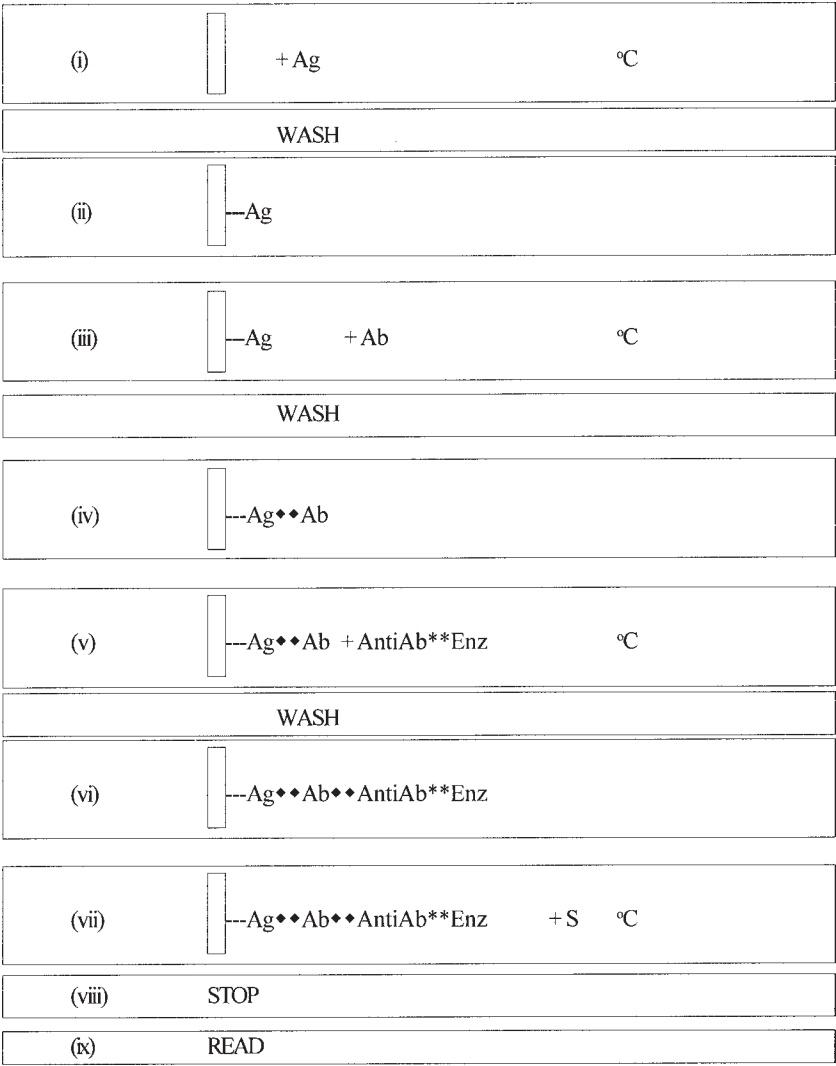 (i) + Ag °C
WASH
(ii) ---Ag
(iii) ---Ag + Ab °C
WASH
(iv) ---Ag◆◆Ab
(v) ---Ag◆◆Ab + AntiAb**Enz °C
WASH
(vi) ---Ag◆◆Ab◆◆AntiAb**Enz
(vii) ---Ag◆◆Ab◆◆AntiAb**Enz + S °C
(viii) STOP
(ix) READ